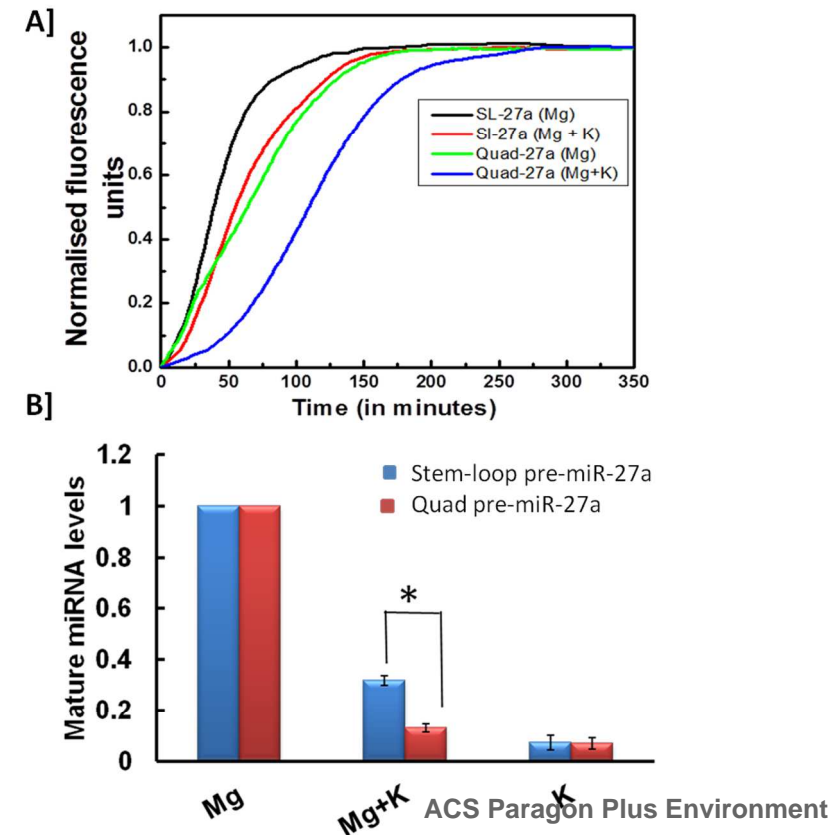 A]
Normalised fluorescence
units
1.0
0.8
0.6
0.4
0.2
0.0
SL-27a (Mg)
Sl-27a (Mg + K)
Quad-27a (Mg)
Quad-27a (Mg+K)
0 50 100 150 200 250 300 350
Time (in minutes)
B]
Mature miRNA levels
1.2
1
0.8
0.6
0.4
0.2
0
Stem-loop pre-miR-27a
Quad pre-miR-27a
*
Mg Mg+K K
ACS Paragon Plus Environment